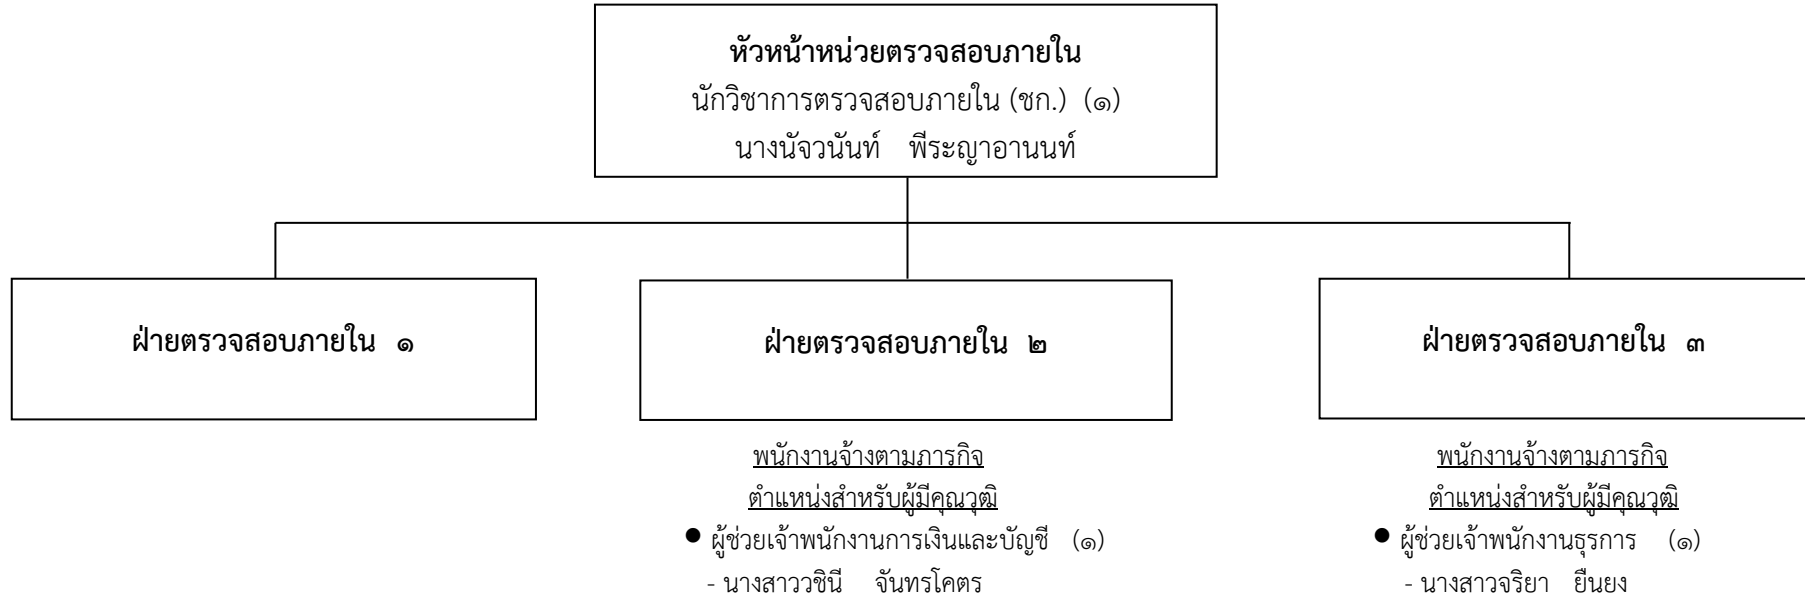 หัวหน้าหน่วยตรวจสอบภายใน
นักวิชาการตรวจสอบภายใน (ชก.) (๑)
นางนัจวนันท์ พีระญาอานนท์
ฝ่ายตรวจสอบภายใน ๑
ฝ่ายตรวจสอบภายใน ๒
ฝ่ายตรวจสอบภายใน ๓
พนักงานจ้างตามภารกิจ
ตำแหน่งสำหรับผู้มีคุณวุฒิ
● ผู้ช่วยเจ้าพนักงานการเงินและบัญชี (๑)
- นางสาววชินี จันทรโคตร
พนักงานจ้างตามภารกิจ
ตำแหน่งสำหรับผู้มีคุณวุฒิ
● ผู้ช่วยเจ้าพนักงานธุรการ (๑)
- นางสาวจริยา ยืนยง